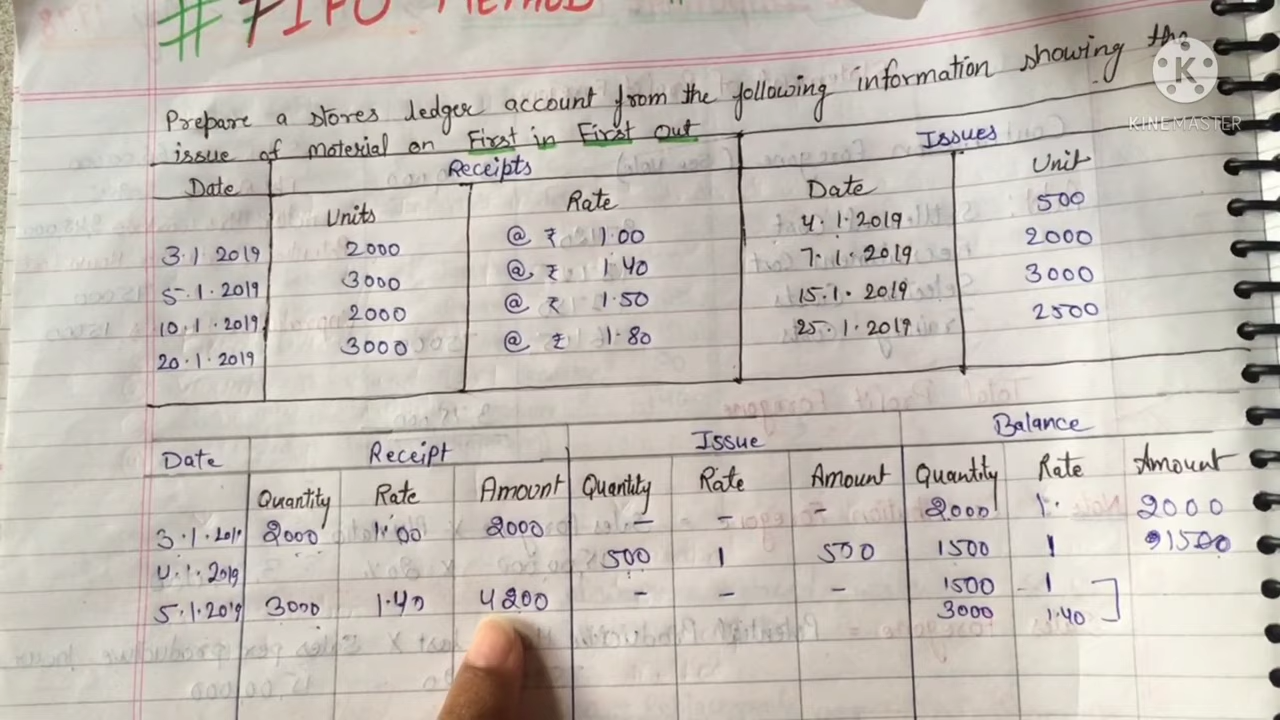 # FIFO METHOD #
KINEMASTER
Prepare a stores ledger account from the following information showing the
issue of material on First in First Out
Date Receipts Issues
Units Rate Date Unit
3.1.2019 2000 @ ₹ 1.00 4.1.2019 500
5.1.2019 3000 @ ₹ 1.40 7.1.2019 2000
10.1.2019 2000 @ ₹ 1.50 15.1.2019 3000
20.1.2019 3000 @ ₹ 1.80 25.1.2019 2500
Date Receipt Issue Balance
Quantity Rate Amount Quantity Rate Amount Quantity Rate Amount
3.1.2019 2000 1.00 2000 - - - 2000 1. 2000
4.1.2019 500 1 500 1500 1 1500
5.1.2019 3000 1.40 4200 - - - 1500 1
3000 1.40